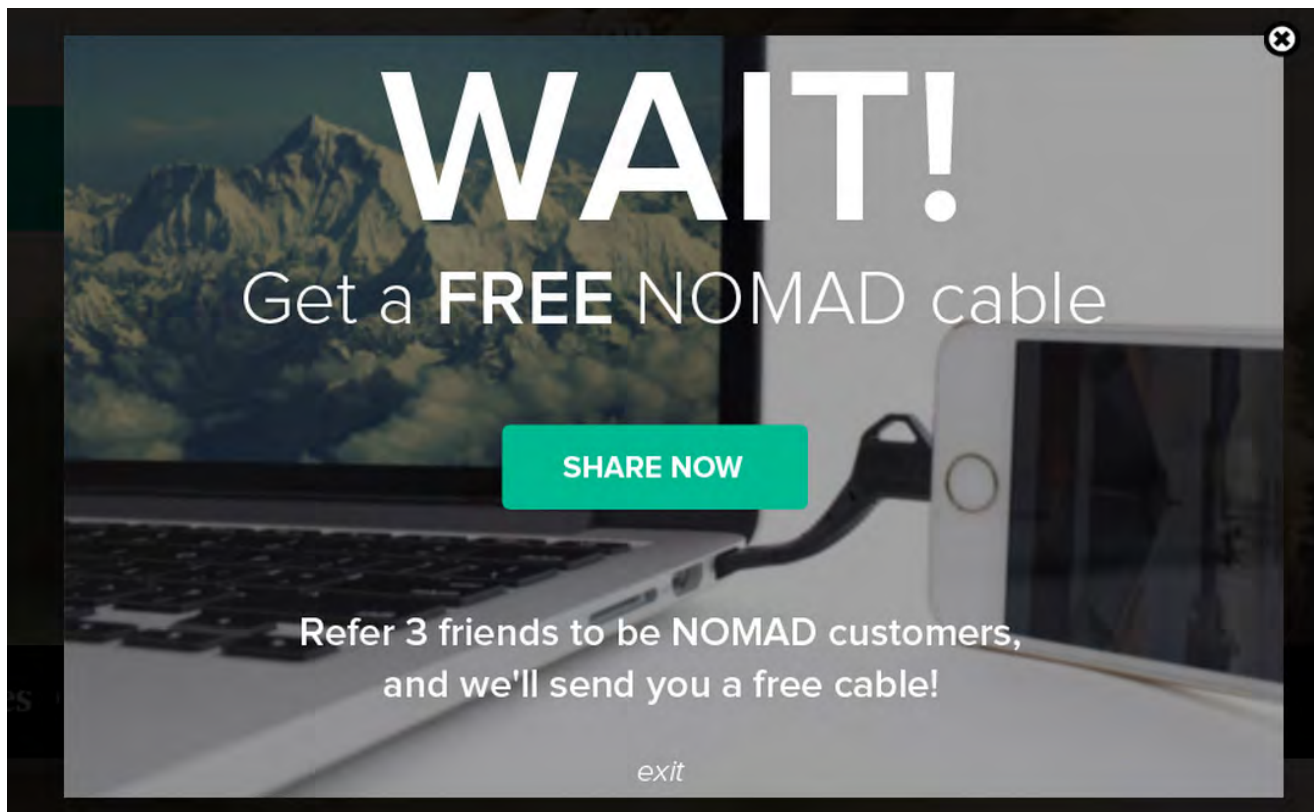 WAIT!
Get a FREE NOMAD cable
SHARE NOW
Refer 3 friends to be NOMAD customers,
and we'll send you a free cable!
es
exit